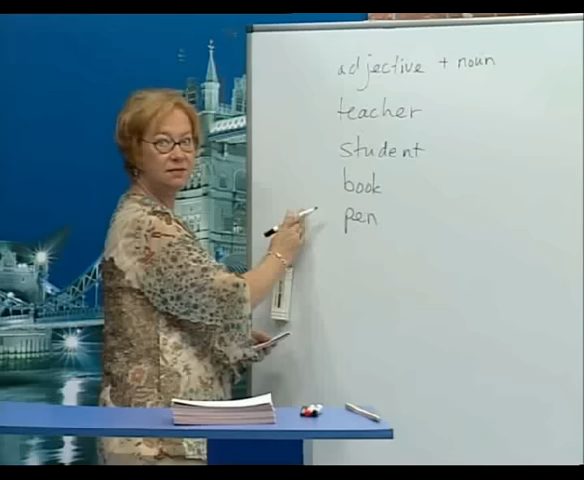 adjective + noun
teacher
student
book
pen